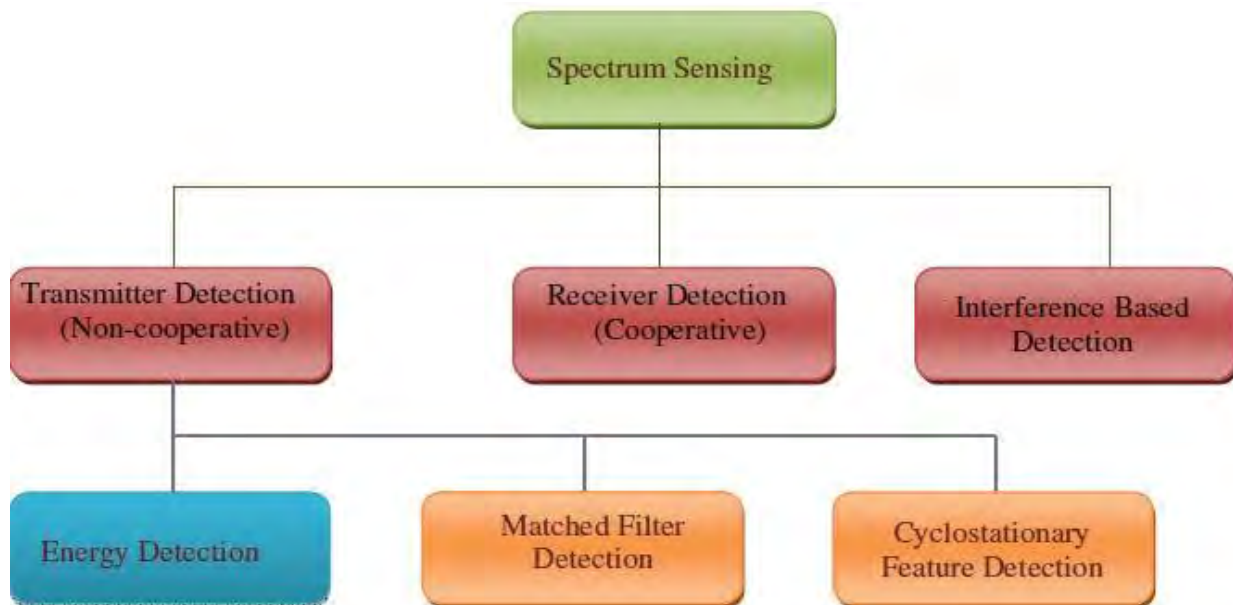 Spectrum Sensing
Transmitter Detection
(Non-cooperative)
Receiver Detection
(Cooperative)
Interference Based
Detection
Energy Detection
Matched Filter
Detection
Cyclostationary
Feature Detection